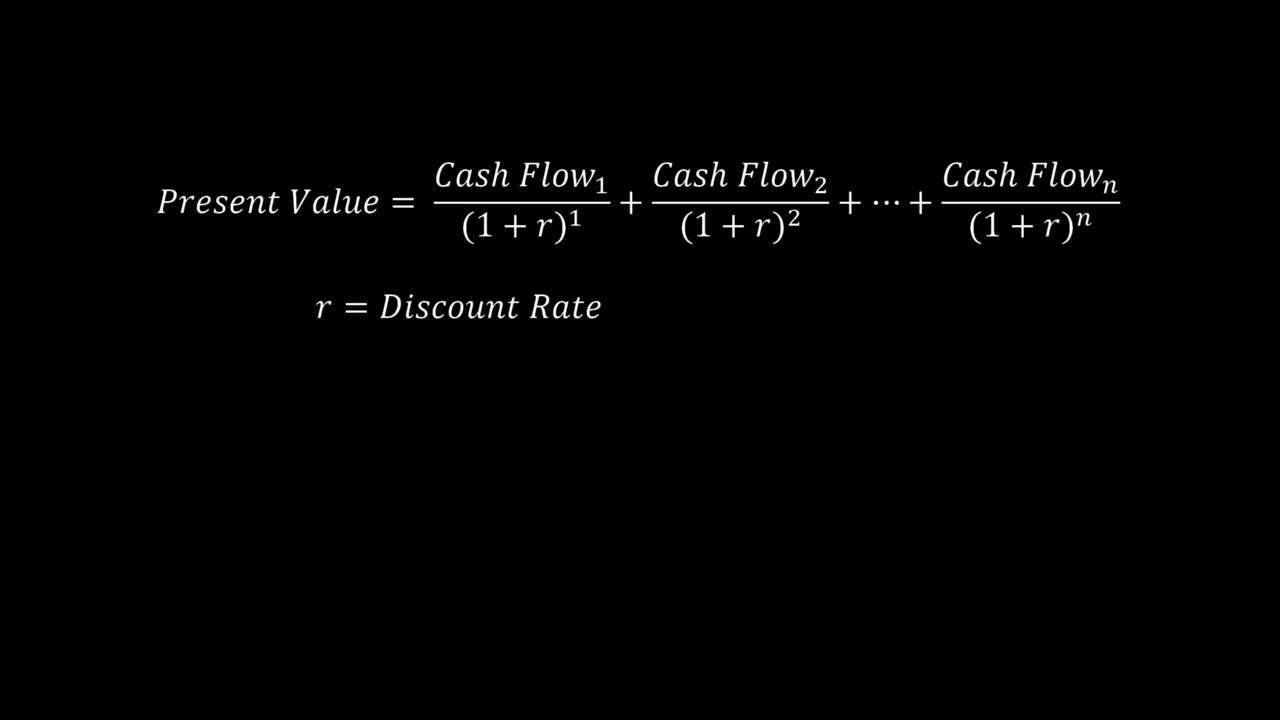 Present Value = Cash Flow₁/(1 + r)¹ + Cash Flow₂/(1 + r)² + ⋯ + Cash Flowₙ/(1 + r)ⁿ
r = Discount Rate